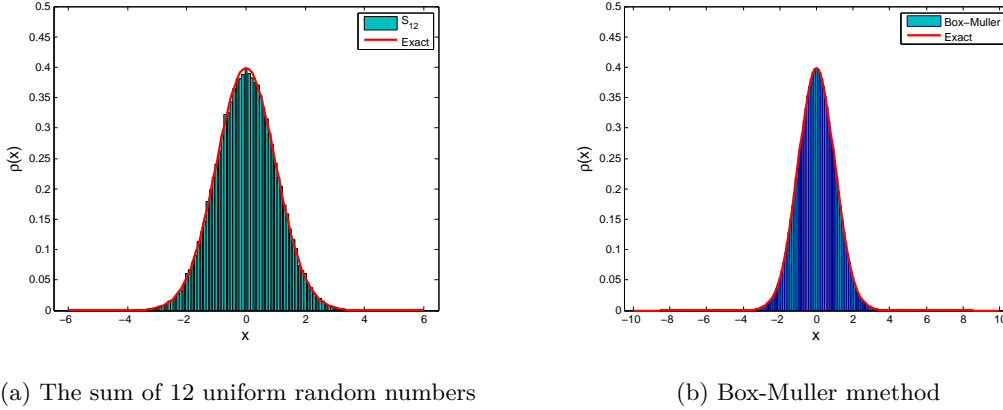 0.5
0.45
0.4
0.35
0.3
0.25
0.2
0.15
0.1
0.05
0
ρ(x)
S12
Exact
−6 −4 −2 0 2 4 6
x
(a) The sum of 12 uniform random numbers
0.5
0.45
0.4
0.35
0.3
0.25
0.2
0.15
0.1
0.05
0
ρ(x)
Box−Muller
Exact
−10 −8 −6 −4 −2 0 2 4 6 8 10
x
(b) Box-Muller mnethod